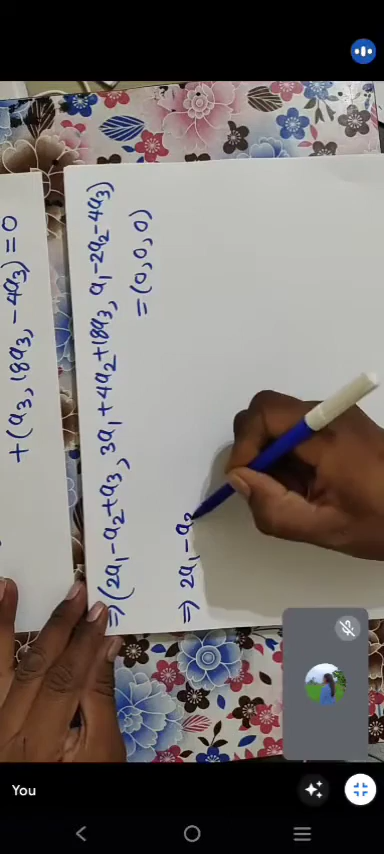 +(a₃, 18a₃, -4a₃) = 0
⇒ (2a₁-a₂+a₃, 3a₁+4a₂+18a₃, a₁-2a₂-4a₃)
= (0, 0, 0)
⇒ 2a₁-a₂
You